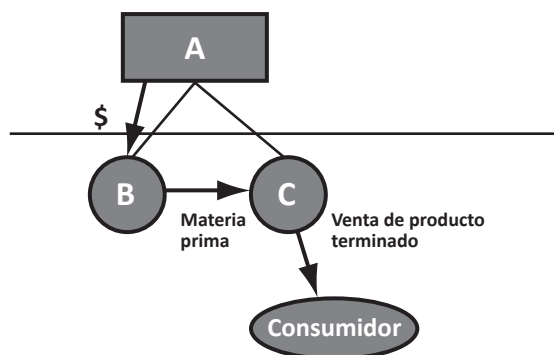 A
$
B
C
Materia
prima
Venta de producto
terminado
Consumidor